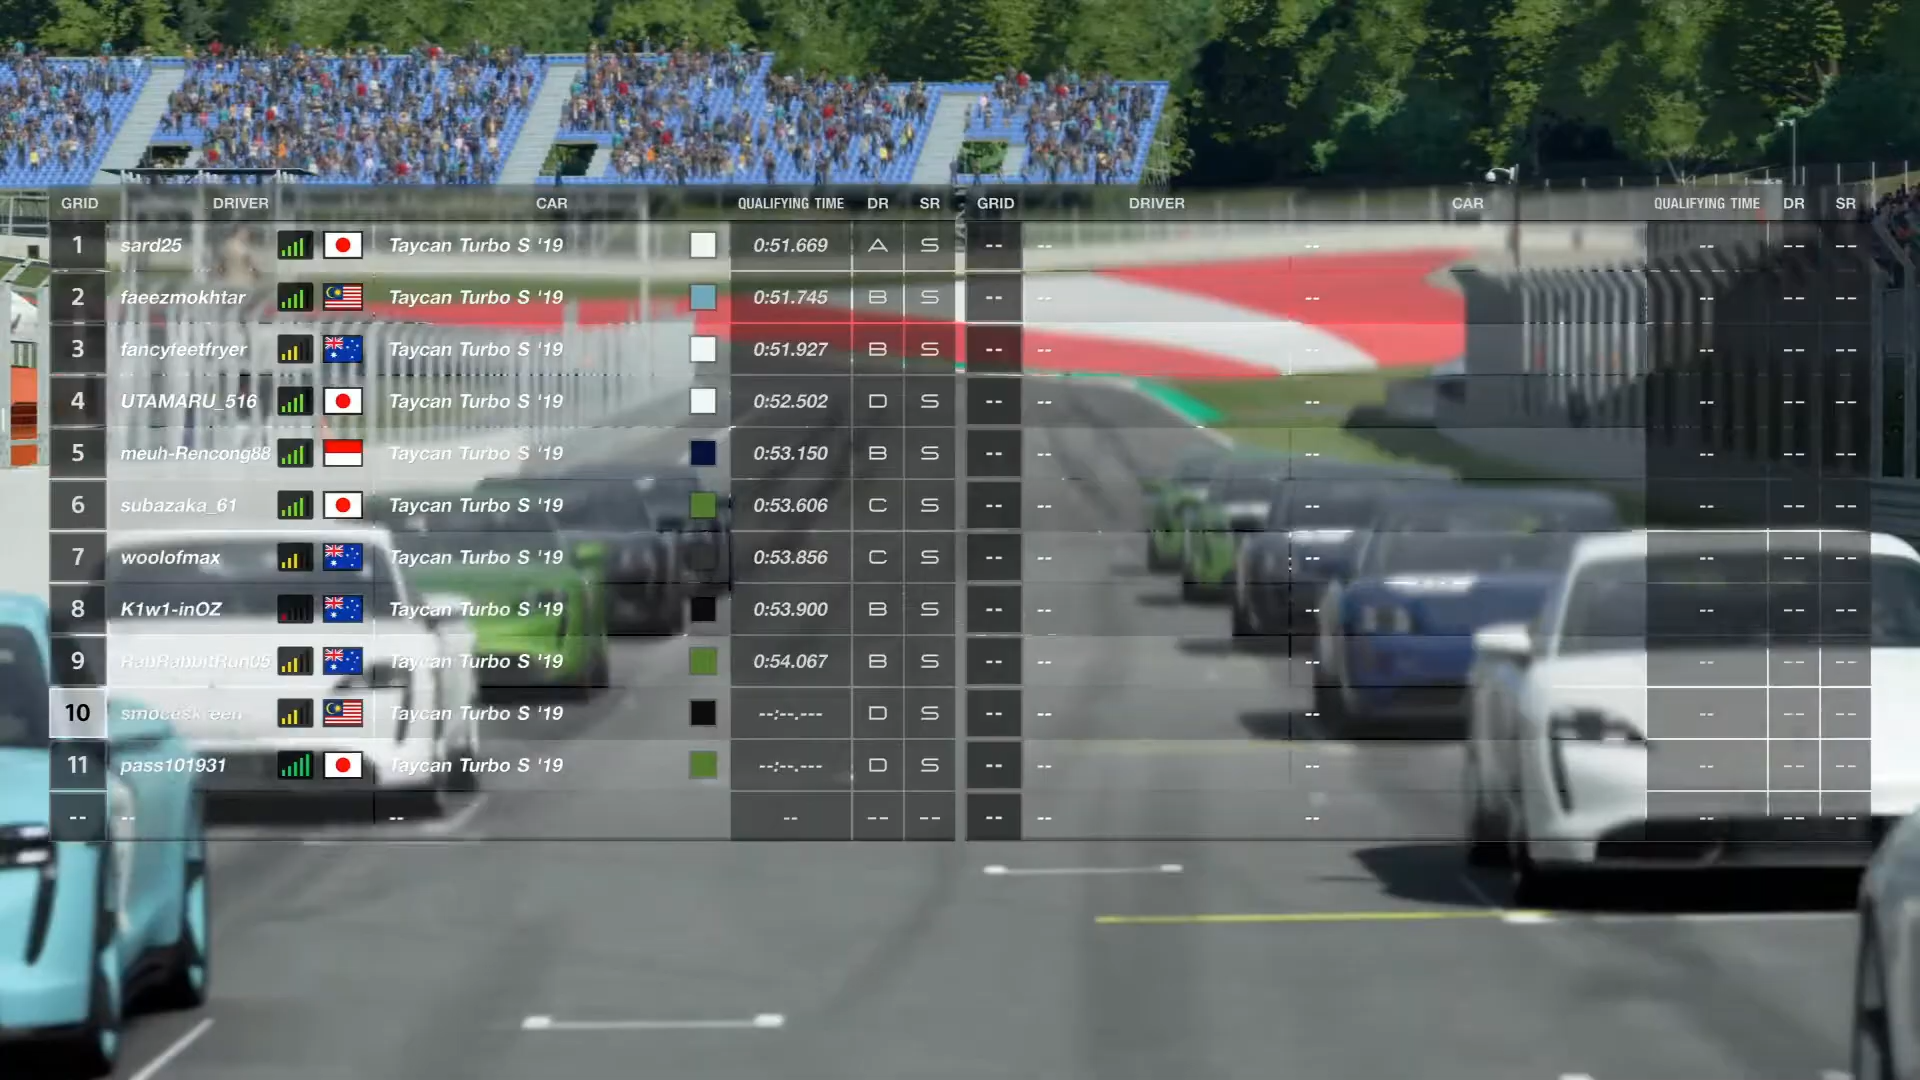 GRID DRIVER CAR QUALIFYING TIME DR SR GRID DRIVER CAR QUALIFYING TIME DR SR
1 sard25 Taycan Turbo S '19 0:51.669 A S -- -- -- -- -- --
2 faeezmokhtar Taycan Turbo S '19 0:51.745 B S -- -- -- -- -- --
3 fancyfeetfryer Taycan Turbo S '19 0:51.927 B S -- -- -- -- -- --
4 UTAMARU_516 Taycan Turbo S '19 0:52.502 D S -- -- -- -- -- --
5 meuh-Rencong88 Taycan Turbo S '19 0:53.150 B S -- -- -- -- -- --
6 subazaka_61 Taycan Turbo S '19 0:53.606 C S -- -- -- -- -- --
7 woolofmax Taycan Turbo S '19 0:53.856 C S -- -- -- -- -- --
8 K1w1-inOZ Taycan Turbo S '19 0:53.900 B S -- -- -- -- -- --
9 RabRabbitRun05 Taycan Turbo S '19 0:54.067 B S -- -- -- -- -- --
10 Taycan Turbo S '19 --:--.--- D S -- -- -- -- -- --
11 pass101931 Taycan Turbo S '19 --:--.--- D S -- -- -- -- -- --
-- -- -- -- -- -- -- -- -- -- -- --